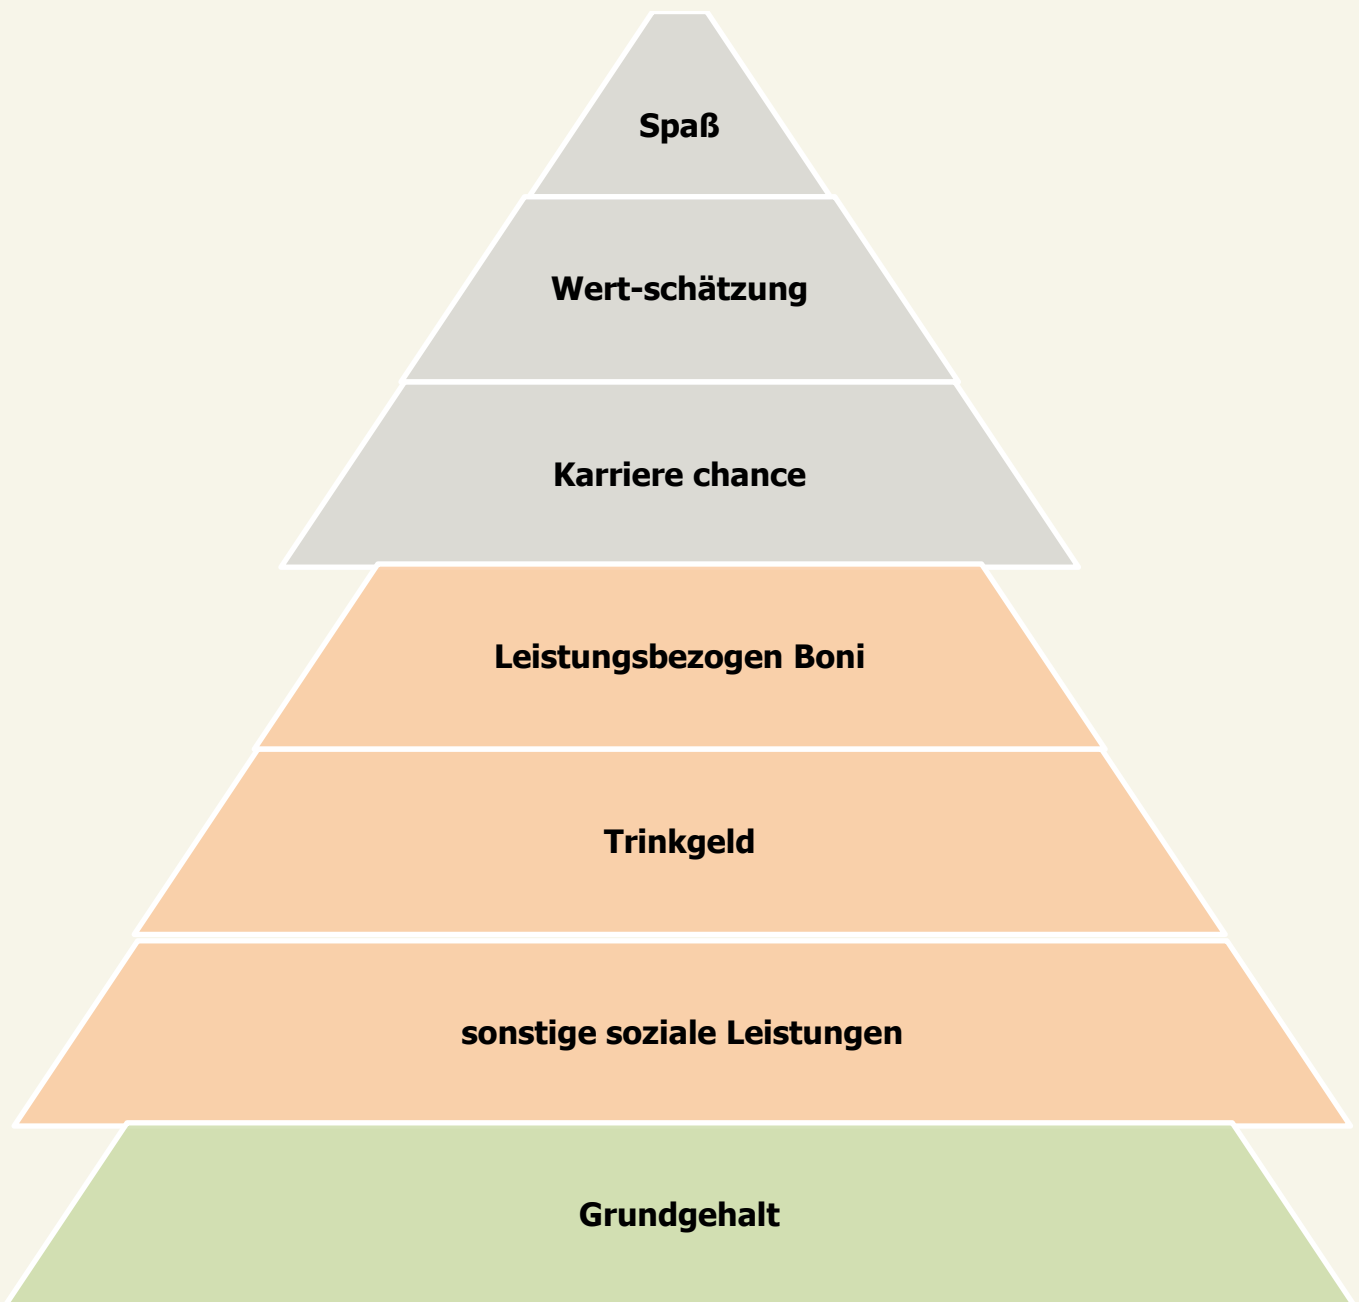 Spaß
Wert-schätzung
Karriere chance
Leistungsbezogen Boni
Trinkgeld
sonstige soziale Leistungen
Grundgehalt